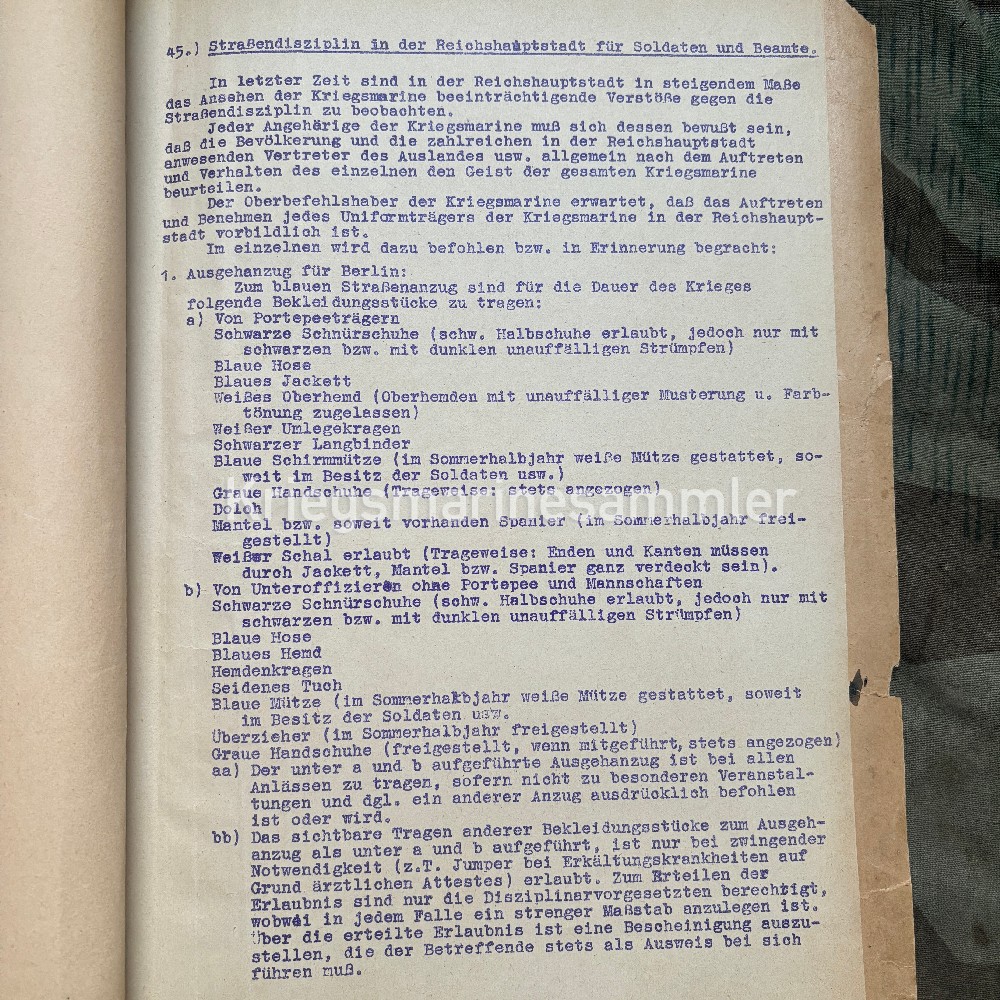 45.) Straßendisziplin in der Reichshauptstadt für Soldaten und Beamte.
In letzter Zeit sind in der Reichshauptstadt in steigendem Maße
das Ansehen der Kriegsmarine beeinträchtigende Verstöße gegen die
Straßendisziplin zu beobachten.
Jeder Angehörige der Kriegsmarine muß sich dessen bewußt sein,
daß die Bevölkerung und die zahlreichen in der Reichshauptstadt
anwesenden Vertreter des Auslandes usw. allgemein nach dem Auftreten
und Verhalten des einzelnen den Geist der gesamten Kriegsmarine
beurteilen.
Der Oberbefehlshaber der Kriegsmarine erwartet, daß das Auftreten
und Benehmen jedes Uniformträgers der Kriegsmarine in der Reichshaupt-
stadt vorbildlich ist.
Im einzelnen wird dazu befohlen bzw. in Erinnerung begracht:
1. Ausgehanzug für Berlin:
Zum blauen Straßenanzug sind für die Dauer des Krieges
folgende Bekleidungsstücke zu tragen:
a) Von Portepeeträgern
Schwarze Schnürschuhe (schw. Halbschuhe erlaubt, jedoch nur mit
schwarzen bzw. mit dunklen unauffälligen Strümpfen)
Blaue Hose
Blaues Jackett
Weißes Oberhemd (Oberhemden mit unauffälliger Musterung u. Farb-
tönung zugelassen)
Weißer Umlegekragen
Schwarzer Langbinder
Blaue Schirmmütze (im Sommerhalbjahr weiße Mütze gestattet, so-
weit im Besitz der Soldaten usw.)
Graue Handschuhe (Trageweise: stets angezogen)
Dolch
Mantel bzw. soweit vorhanden Spanier (im Sommerhalbjahr frei-
gestellt)
Weißer Schal erlaubt (Trageweise: Enden und Kanten müssen
durch Jackett, Mantel bzw. Spanier ganz verdeckt sein).
b) Von Unteroffizieren ohne Portepee und Mannschaften
Schwarze Schnürschuhe (schw. Halbschuhe erlaubt, jedoch nur mit
schwarzen bzw. mit dunklen unauffälligen Strümpfen)
Blaue Hose
Blaues Hemd
Hemdenkragen
Seidenes Tuch
Blaue Mütze (im Sommerhalbjahr weiße Mütze gestattet, soweit
im Besitz der Soldaten usw.
Überzieher (im Sommerhalbjahr freigestellt)
Graue Handschuhe (freigestellt, wenn mitgeführt, stets angezogen)
aa) Der unter a und b aufgeführte Ausgehanzug ist bei allen
Anlässen zu tragen, sofern nicht zu besonderen Veranstal-
tungen und dgl. ein anderer Anzug ausdrücklich befohlen
ist oder wird.
bb) Das sichtbare Tragen anderer Bekleidungsstücke zum Ausgeh-
anzug als unter a und b aufgeführt, ist nur bei zwingender
Notwendigkeit (z.T. Jumper bei Erkältungskrankheiten auf
Grund ärztlichen Attestes) erlaubt. Zum Erteilen der
Erlaubnis sind nur die Disziplinarvorgesetzten berechtigt,
wobwei in jedem Falle ein strenger Maßstab anzulegen ist.
Über die erteilte Erlaubnis ist eine Bescheinigung auszu-
stellen, die der Betreffende stets als Ausweis bei sich
führen muß.
Kriegsmarinesammler